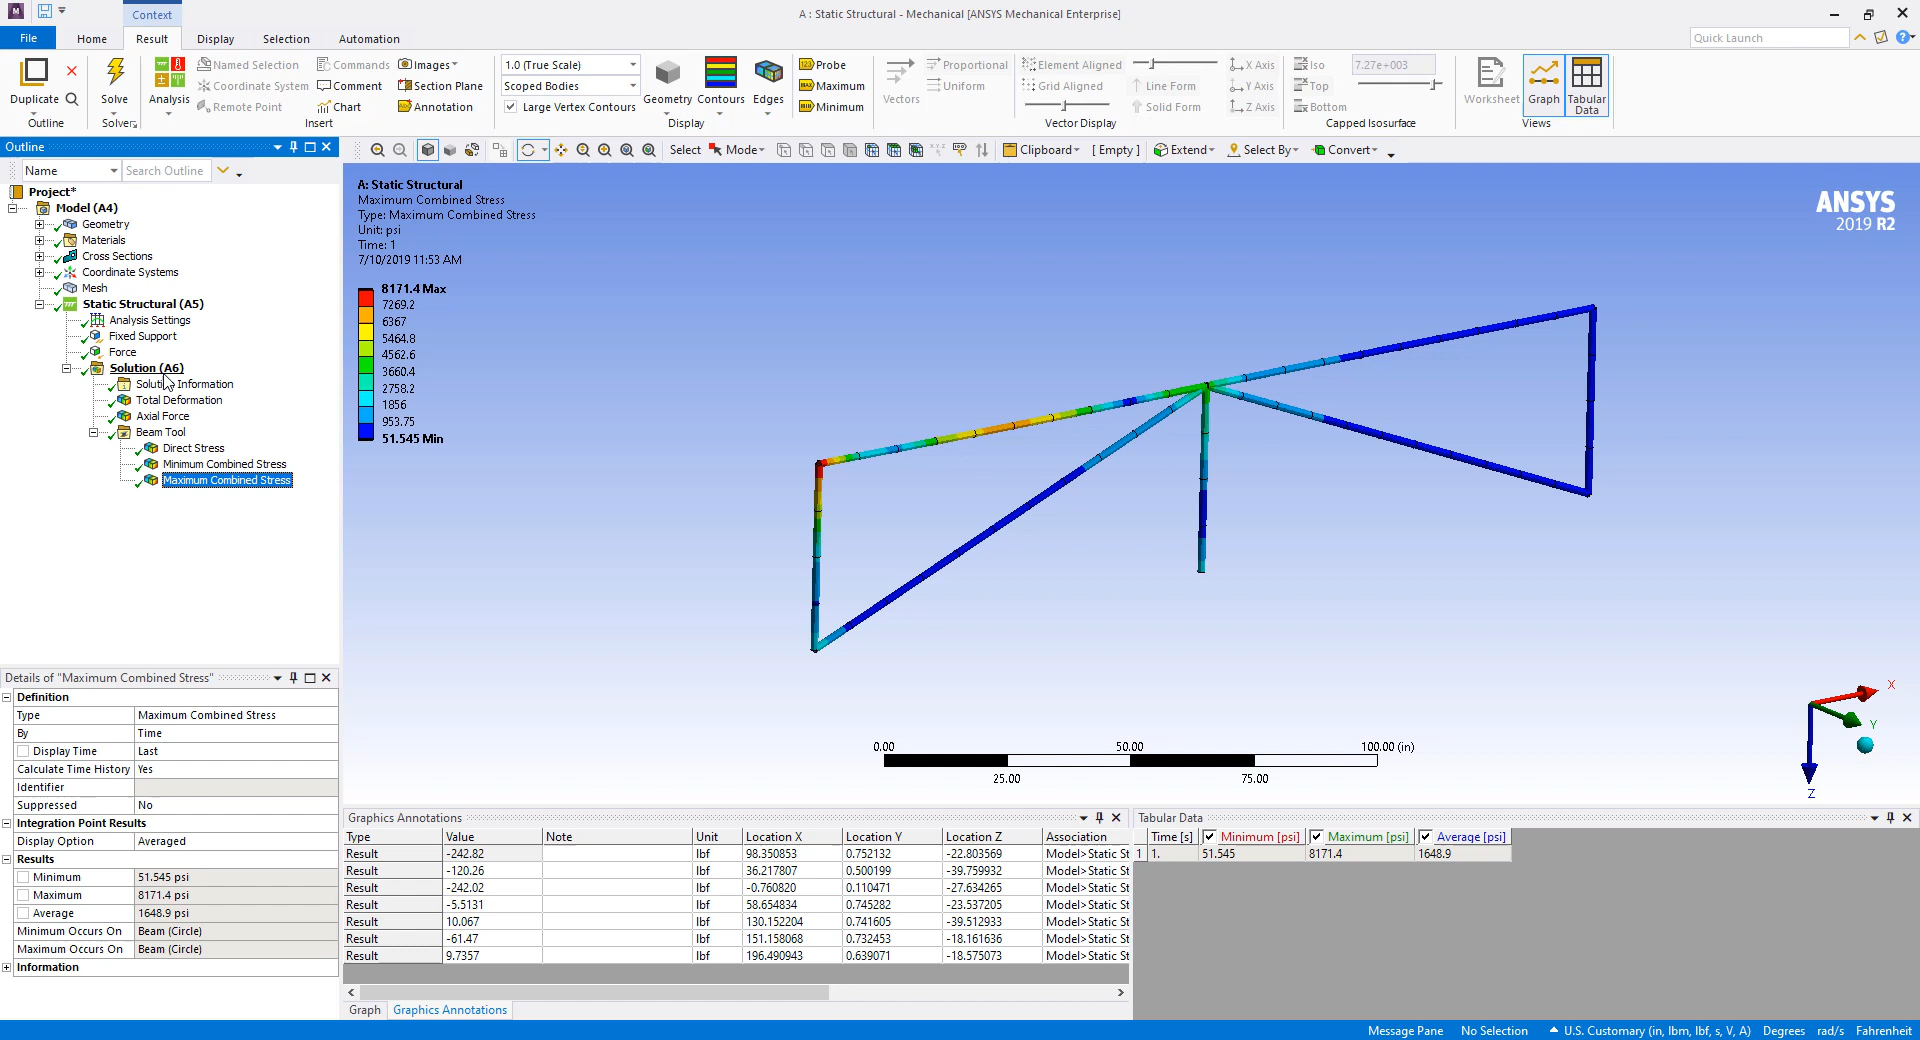 Context
A : Static Structural - Mechanical [ANSYS Mechanical Enterprise]
File Home Result Display Selection Automation
Quick Launch
Duplicate
Outline
Solve
Solver
Analysis
Named Selection
Coordinate System
Remote Point
Commands
Comment
Chart
Images
Section Plane
Annotation
Insert
1.0 (True Scale)
Scoped Bodies
Large Vertex Contours
Geometry Contours Edges
Display
Probe
Maximum
Minimum
Vectors
Proportional
Uniform
Element Aligned
Grid Aligned
Line Form
Solid Form
X Axis
Y Axis
Z Axis
Vector Display
Iso
Top
Bottom
7.27e+003
Capped Isosurface
Worksheet Graph Tabular Data
Views
Outline
Name Search Outline
Project*
Model (A4)
Geometry
Materials
Cross Sections
Coordinate Systems
Mesh
Static Structural (A5)
Analysis Settings
Fixed Support
Force
Solution (A6)
Solution Information
Total Deformation
Axial Force
Beam Tool
Direct Stress
Minimum Combined Stress
Maximum Combined Stress
Select Mode Clipboard [ Empty ] Extend Select By Convert
A: Static Structural
Maximum Combined Stress
Type: Maximum Combined Stress
Unit: psi
Time: 1
7/10/2019 11:53 AM
8171.4 Max
7269.2
6367
5464.8
4562.6
3660.4
2758.2
1856
953.75
51.545 Min
ANSYS
2019 R2
X
Y
Z
0.00 50.00 100.00 (in)
25.00 75.00
Details of "Maximum Combined Stress"
Definition
Type Maximum Combined Stress
By Time
Display Time Last
Calculate Time History Yes
Identifier
Suppressed No
Integration Point Results
Display Option Averaged
Results
Minimum 51.545 psi
Maximum 8171.4 psi
Average 1648.9 psi
Minimum Occurs On Beam (Circle)
Maximum Occurs On Beam (Circle)
Information
Graphics Annotations
Type Value Note Unit Location X Location Y Location Z Association
Result -242.82 lbf 98.350853 0.752132 -22.803569 Model>Static St
Result -120.26 lbf 36.217807 0.500199 -39.759932 Model>Static St
Result -242.02 lbf -0.760820 0.110471 -27.634265 Model>Static St
Result -5.5131 lbf 58.654834 0.745282 -23.537205 Model>Static St
Result 10.067 lbf 130.152204 0.741605 -39.512933 Model>Static St
Result -61.47 lbf 151.158068 0.732453 -18.161636 Model>Static St
Result 9.7357 lbf 196.490943 0.639071 -18.575073 Model>Static St
Graph Graphics Annotations
Tabular Data
Time [s] Minimum [psi] Maximum [psi] Average [psi]
1 1. 51.545 8171.4 1648.9
Message Pane No Selection U.S. Customary (in, lbm, lbf, s, V, A) Degrees rad/s Fahrenheit